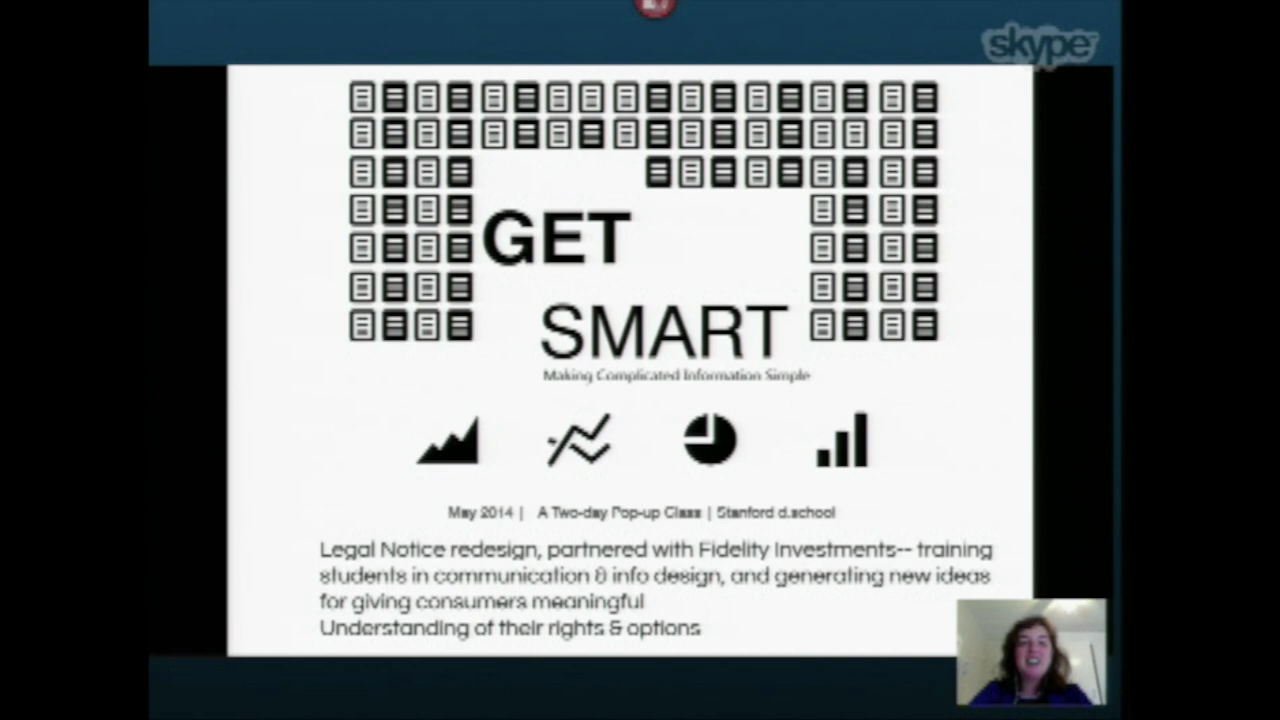 skype
GET
SMART
Making Complicated Information Simple
May 2014 | A Two-day Pop-up Class | Stanford d.school
Legal Notice redesign, partnered with Fidelity Investments-- training
students in communication & info design, and generating new ideas
for giving consumers meaningful
Understanding of their rights & options